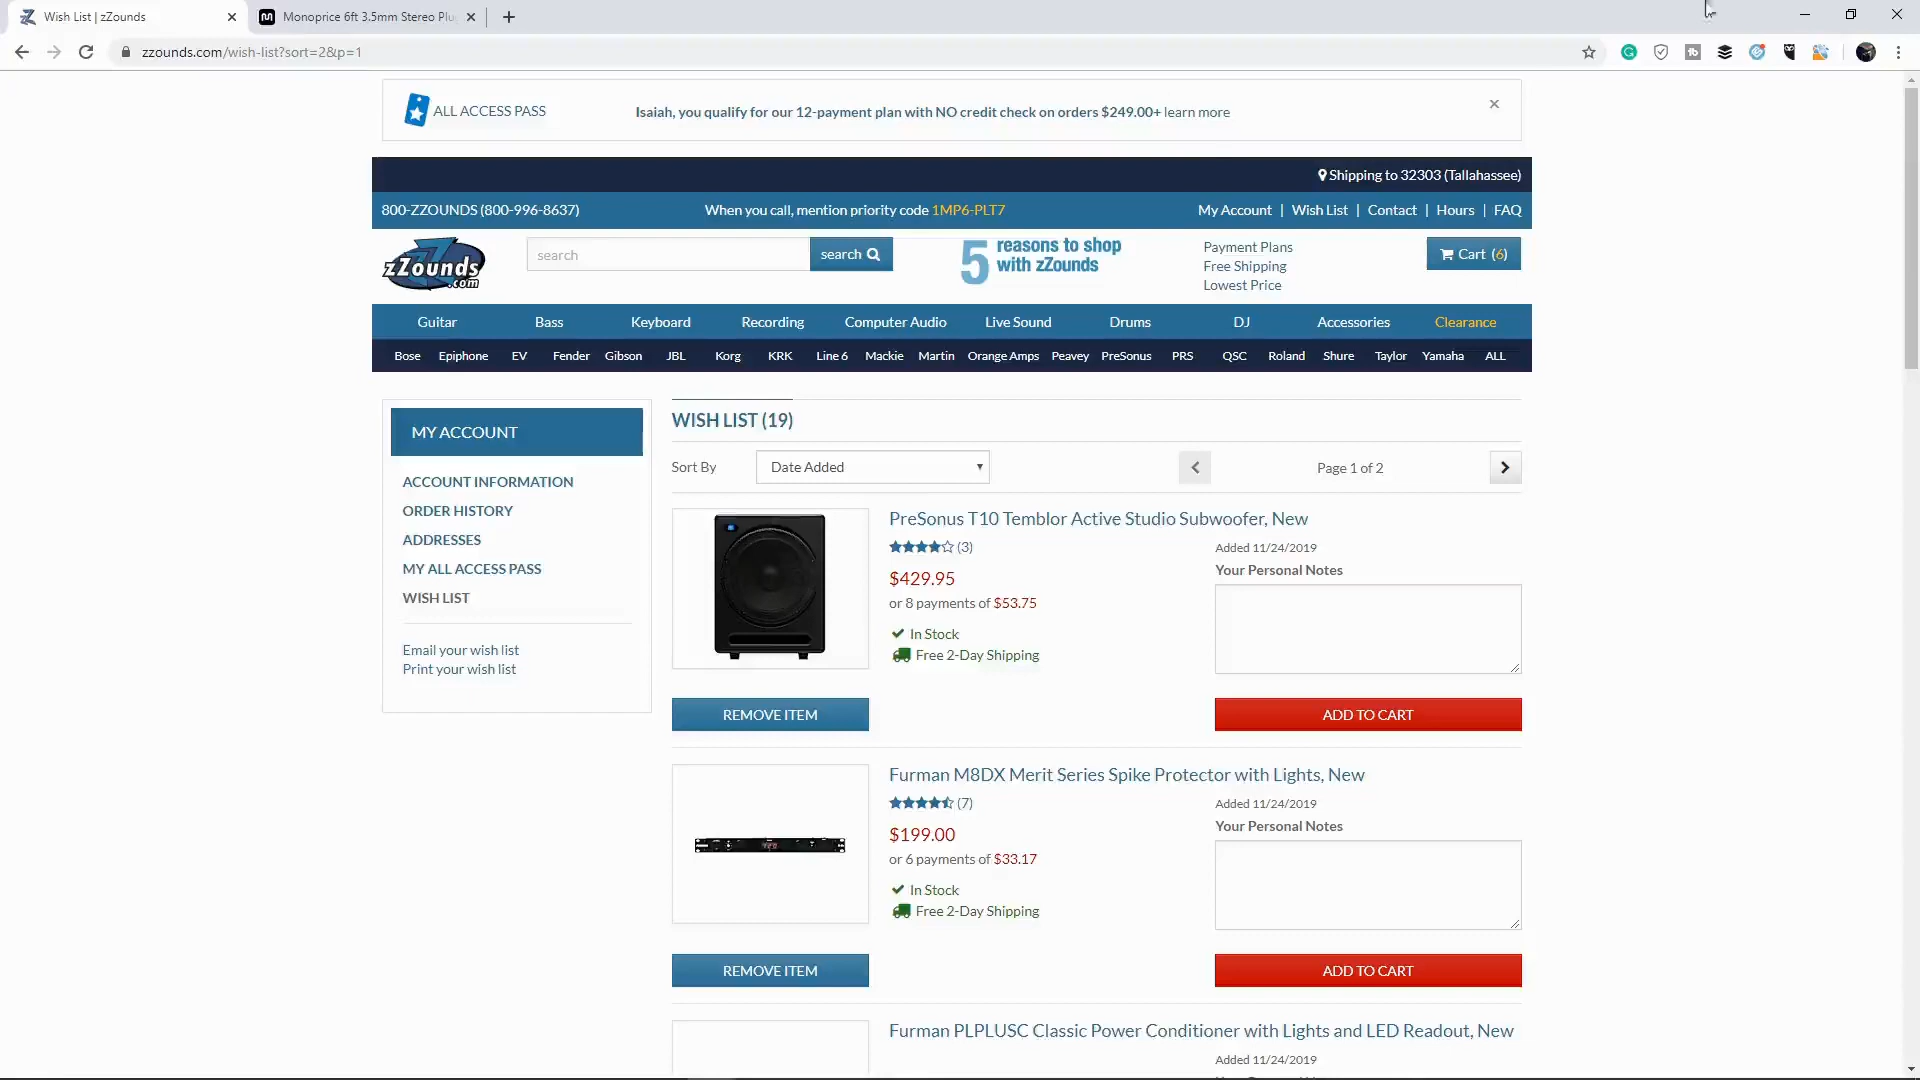 Wish List | zZounds
Monoprice 6ft 3.5mm Stereo Plu
zzounds.com/wish-list?sort=2&p=1
ALL ACCESS PASS
Isaiah, you qualify for our 12-payment plan with NO credit check on orders $249.00+ learn more
Shipping to 32303 (Tallahassee)
800-ZZOUNDS (800-996-8637)
When you call, mention priority code 1MP6-PLT7
My Account | Wish List | Contact | Hours | FAQ
zZounds.com
search
search
5 reasons to shop
with zZounds
Payment Plans
Free Shipping
Lowest Price
Cart (6)
Guitar Bass Keyboard Recording Computer Audio Live Sound Drums DJ Accessories Clearance
Bose Epiphone EV Fender Gibson JBL Korg KRK Line 6 Mackie Martin Orange Amps Peavey PreSonus PRS QSC Roland Shure Taylor Yamaha ALL
MY ACCOUNT
ACCOUNT INFORMATION
ORDER HISTORY
ADDRESSES
MY ALL ACCESS PASS
WISH LIST
Email your wish list
Print your wish list
WISH LIST (19)
Sort By
Date Added
Page 1 of 2
PreSonus T10 Temblor Active Studio Subwoofer, New
(3)
Added 11/24/2019
Your Personal Notes
$429.95
or 8 payments of $53.75
In Stock
Free 2-Day Shipping
REMOVE ITEM
ADD TO CART
Furman M8DX Merit Series Spike Protector with Lights, New
(7)
Added 11/24/2019
Your Personal Notes
$199.00
or 6 payments of $33.17
In Stock
Free 2-Day Shipping
REMOVE ITEM
ADD TO CART
Furman PLPLUSC Classic Power Conditioner with Lights and LED Readout, New
Added 11/24/2019